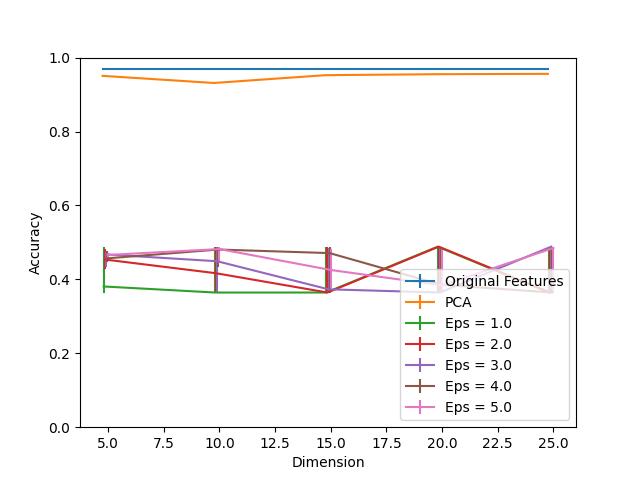 1.0
0.8
0.6
0.4
0.2
0.0
Accuracy
5.0 7.5 10.0 12.5 15.0 17.5 20.0 22.5 25.0
Dimension
Original Features
PCA
Eps = 1.0
Eps = 2.0
Eps = 3.0
Eps = 4.0
Eps = 5.0